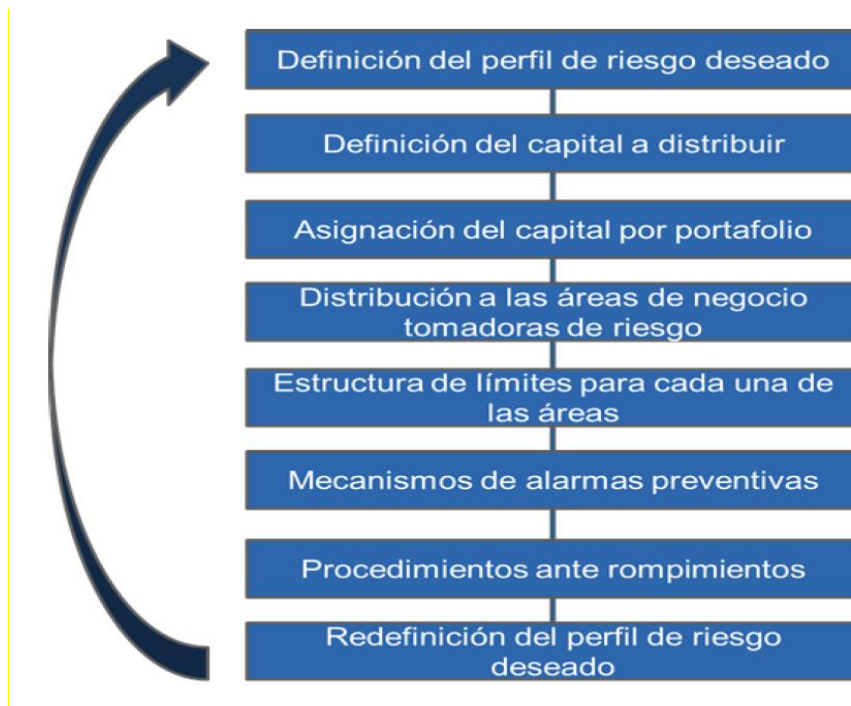 Definición del perfil de riesgo deseado
Definición del capital a distribuir
Asignación del capital por portafolio
Distribución a las áreas de negocio
tomadoras de riesgo
Estructura de límites para cada una de
las áreas
Mecanismos de alarmas preventivas
Procedimientos ante rompimientos
Redefinición del perfil de riesgo
deseado